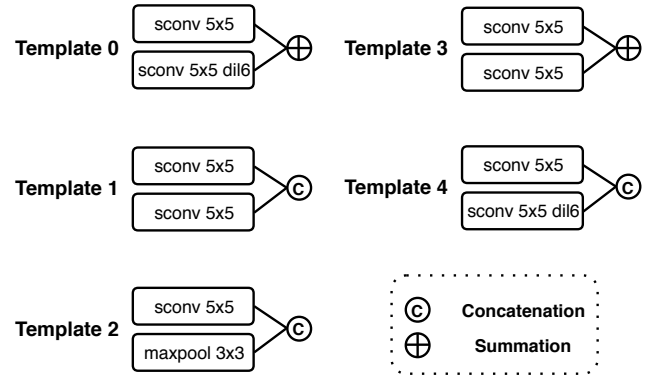 Template 0
sconv 5x5
sconv 5x5 dil6
Template 3
sconv 5x5
sconv 5x5
Template 1
sconv 5x5
sconv 5x5
C
Template 4
sconv 5x5
sconv 5x5 dil6
C
Template 2
sconv 5x5
maxpool 3x3
C
C Concatenation
Summation